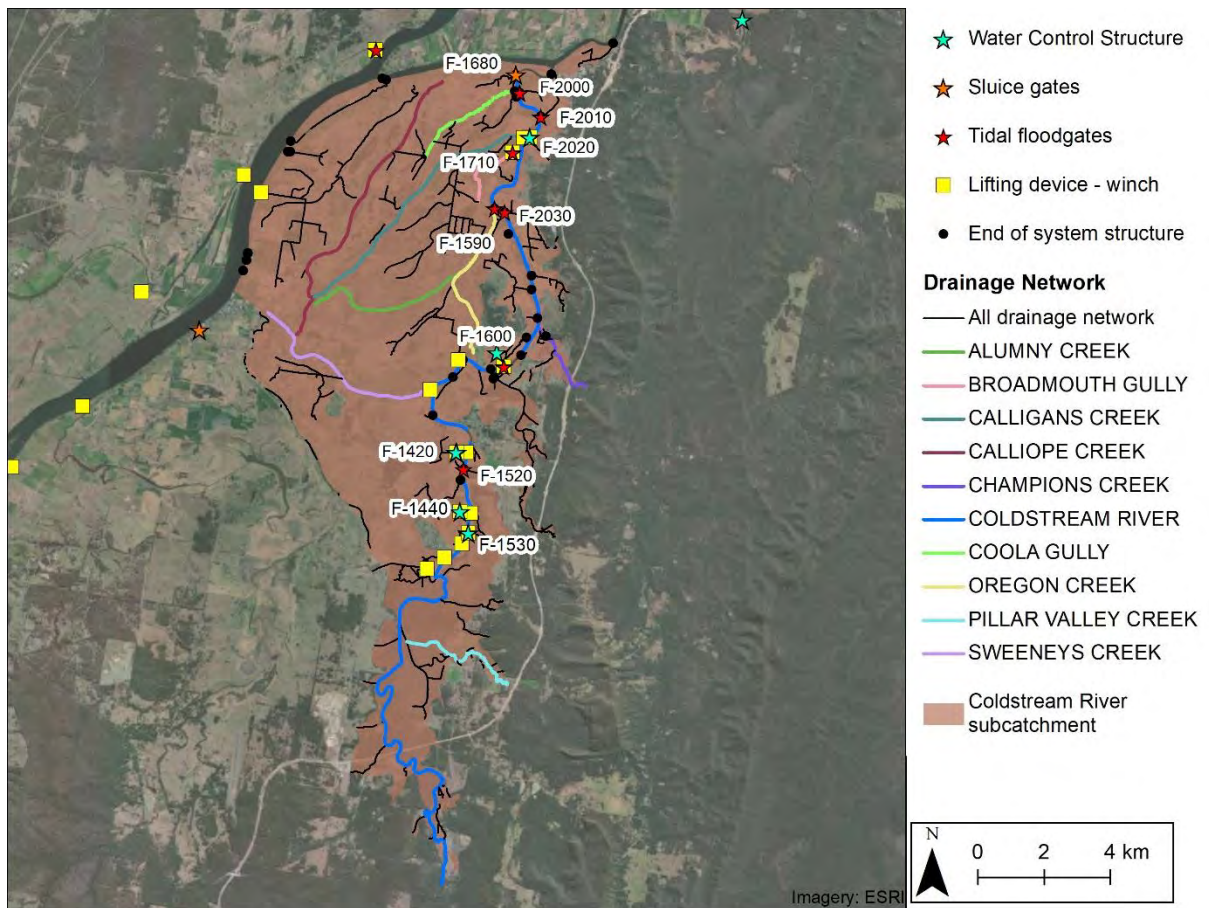 F-1680
F-2000
F-2010
F-2020
F-1710
F-2030
F-1590
F-1600
F-1420
F-1520
F-1440
F-1530
Imagery: ESRI
Water Control Structure
Sluice gates
Tidal floodgates
Lifting device - winch
End of system structure
Drainage Network
All drainage network
ALUMNY CREEK
BROADMOUTH GULLY
CALLIGANS CREEK
CALLIOPE CREEK
CHAMPIONS CREEK
COLDSTREAM RIVER
COOLA GULLY
OREGON CREEK
PILLAR VALLEY CREEK
SWEENEYS CREEK
Coldstream River
subcatchment
N
0 2 4 km